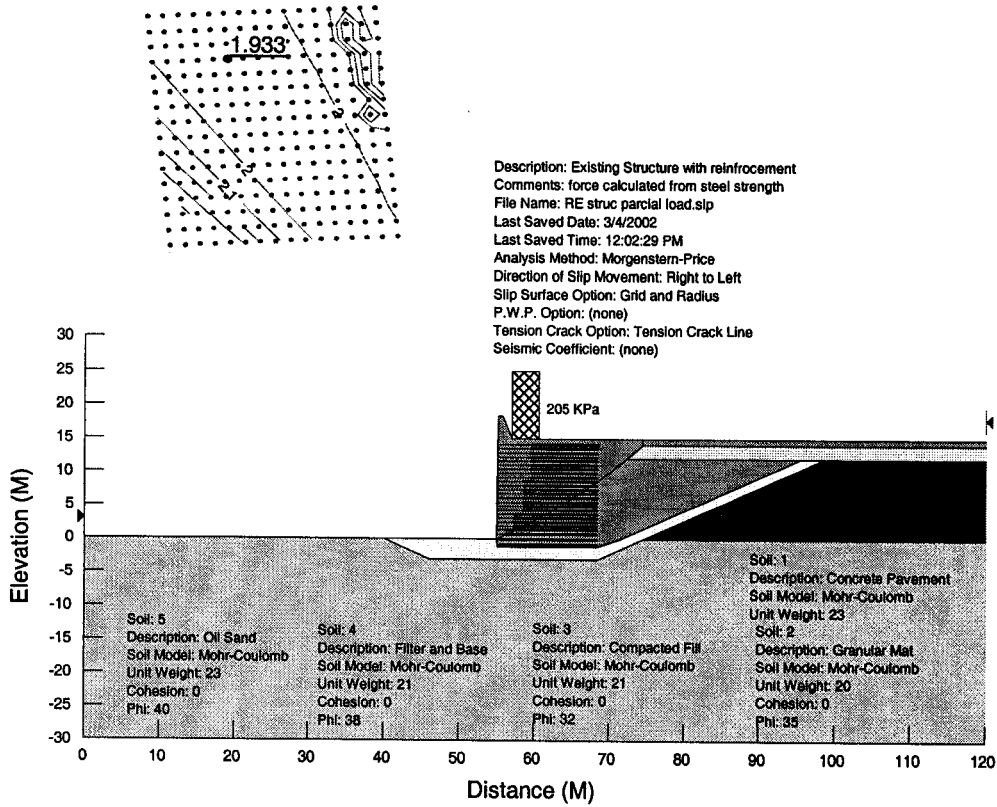 1.933
2
2
2.1
Description: Existing Structure with reinfrocement
Comments: force calculated from steel strength
File Name: RE struc parcial load.slp
Last Saved Date: 3/4/2002
Last Saved Time: 12:02:29 PM
Analysis Method: Morgenstern-Price
Direction of Slip Movement: Right to Left
Slip Surface Option: Grid and Radius
P.W.P. Option: (none)
Tension Crack Option: Tension Crack Line
Seismic Coefficient: (none)
205 KPa
Elevation (M)
30
25
20
15
10
5
0
-5
-10
-15
-20
-25
-30
Soil: 5
Description: Oil Sand
Soil Model: Mohr-Coulomb
Unit Weight: 23
Cohesion: 0
Phi: 40
Soil: 4
Description: Filter and Base
Soil Model: Mohr-Coulomb
Unit Weight: 21
Cohesion: 0
Phi: 38
Soil: 3
Description: Compacted Fill
Soil Model: Mohr-Coulomb
Unit Weight: 21
Cohesion: 0
Phi: 32
Soil: 1
Description: Concrete Pavement
Soil Model: Mohr-Coulomb
Unit Weight: 23
Soil: 2
Description: Granular Mat
Soil Model: Mohr-Coulomb
Unit Weight: 20
Cohesion: 0
Phi: 35
0 10 20 30 40 50 60 70 80 90 100 110 120
Distance (M)